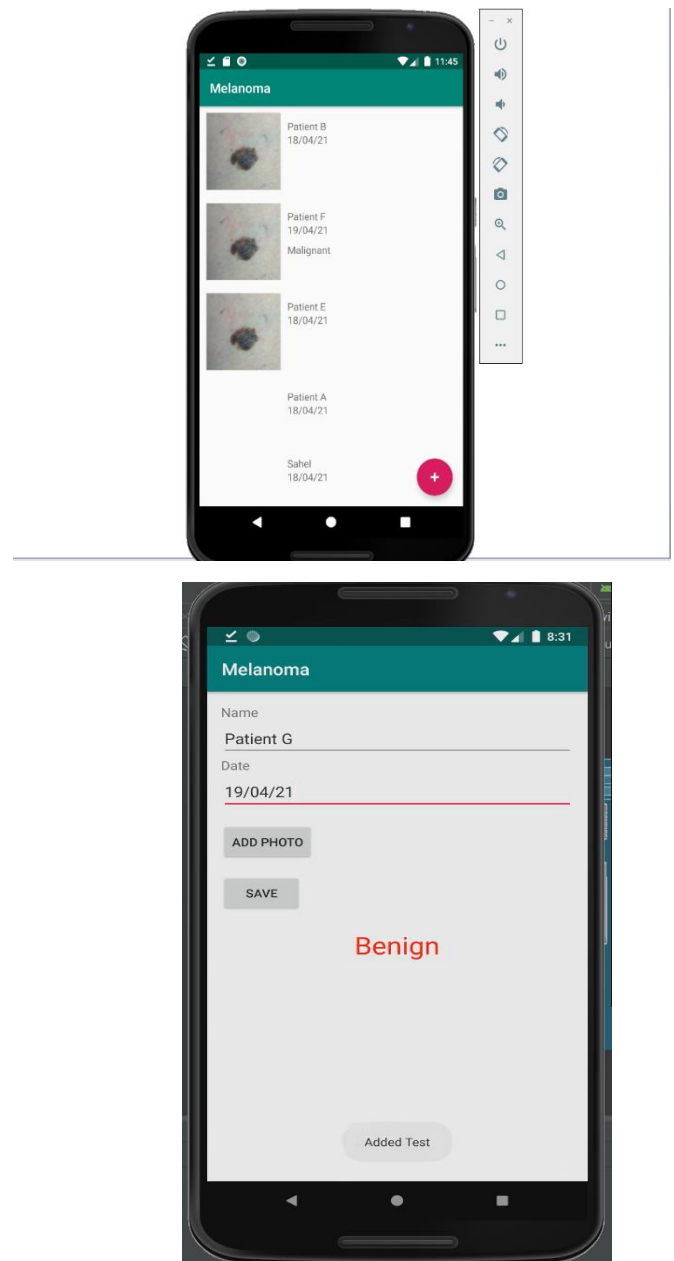 11:45
Melanoma
Patient B
18/04/21
Patient F
19/04/21
Malignant
Patient E
18/04/21
Patient A
18/04/21
Sahel
18/04/21
8:31
Melanoma
Name
Patient G
Date
19/04/21
ADD PHOTO
SAVE
Benign
Added Test